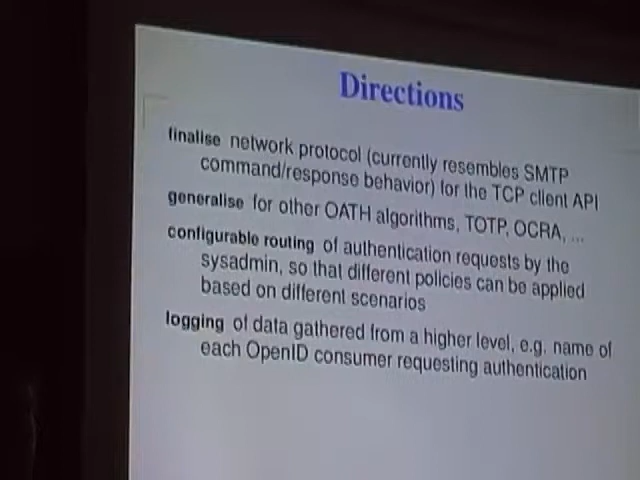 Directions
finalise network protocol (currently resembles SMTP
command/response behavior) for the TCP client API
generalise for other OATH algorithms, TOTP, OCRA, ...
configurable routing of authentication requests by the
sysadmin, so that different policies can be applied
based on different scenarios
logging of data gathered from a higher level, e.g. name of
each OpenID consumer requesting authentication